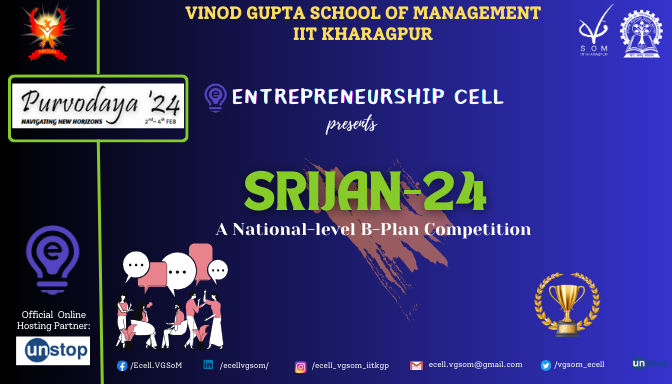 VINOD GUPTA SCHOOL OF MANAGEMENT
IIT KHARAGPUR
SOM
Purvodaya '24
NAVIGATING NEW HORIZONS
2nd– 4th FEB
ENTREPRENEURSHIP CELL
presents
SRIJAN-24
A National-level B-Plan Competition
Official Online
Hosting Partner:
unstop
/Ecell.VGSoM
/ecellvgsom/
/ecell_vgsom_iitkgp
ecell.vgsom@gmail.com
/vgsom_ecell